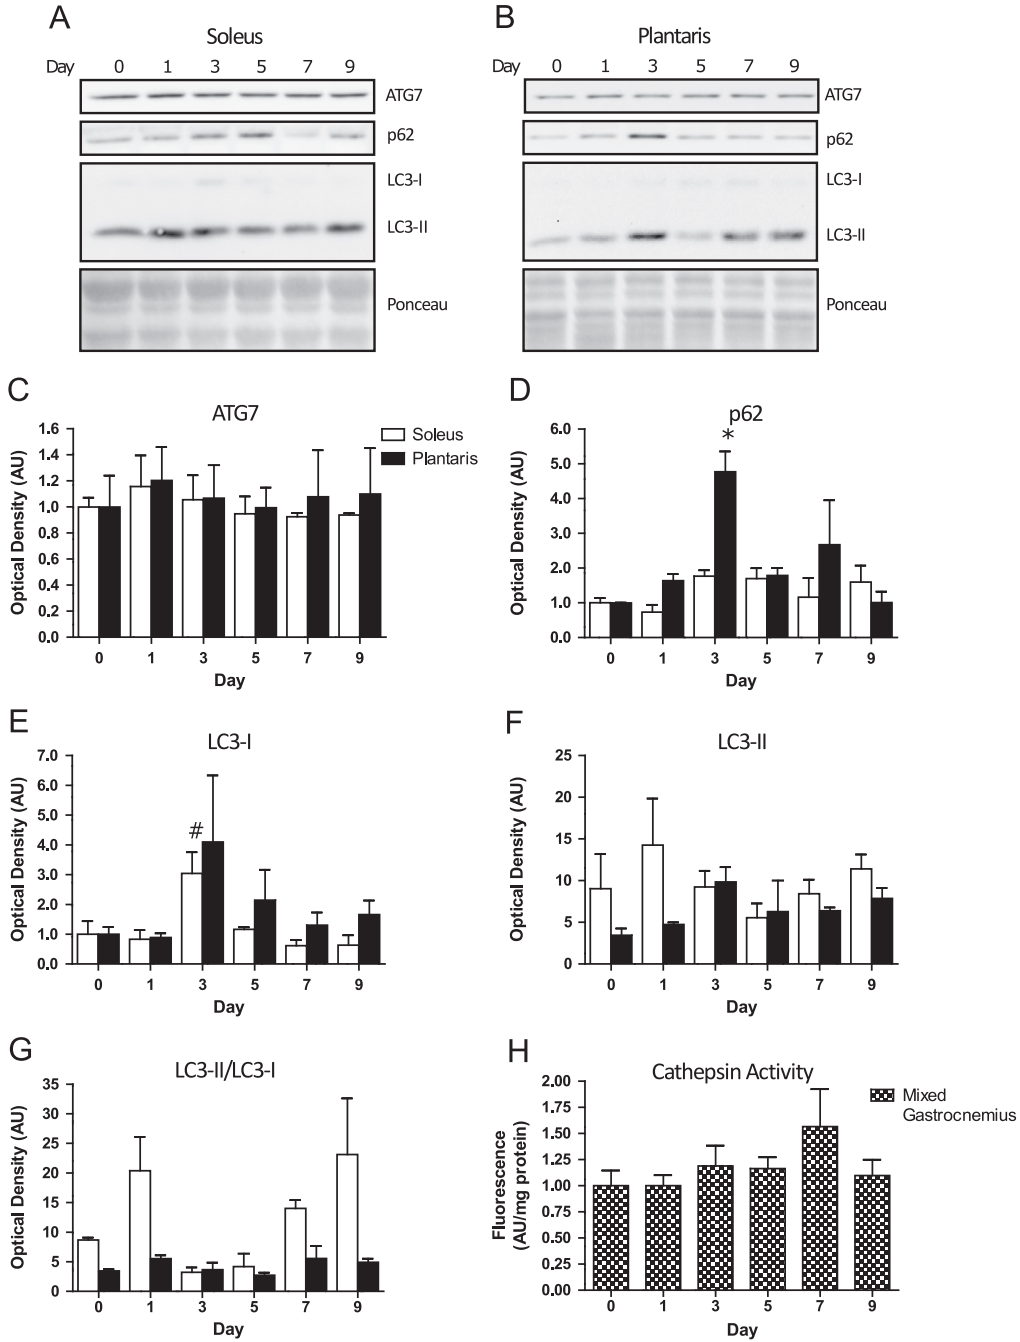 A
Soleus
Day 0 1 3 5 7 9
ATG7
p62
LC3-I
LC3-II
Ponceau
B
Plantaris
Day 0 1 3 5 7 9
ATG7
p62
LC3-I
LC3-II
Ponceau
C
ATG7
Optical Density (AU)
1.6
1.4
1.2
1.0
0.8
0.6
0.4
0.2
0.0
0 1 3 5 7 9
Day
Soleus
Plantaris
D
p62
Optical Density (AU)
6.0
5.0
4.0
3.0
2.0
1.0
0.0
*
0 1 3 5 7 9
Day
E
LC3-I
Optical Density (AU)
7.0
6.0
5.0
4.0
3.0
2.0
1.0
0.0
#
0 1 3 5 7 9
Day
F
LC3-II
Optical Density (AU)
25
20
15
10
5
0
0 1 3 5 7 9
Day
G
LC3-II/LC3-I
Optical Density (AU)
35
30
25
20
15
10
5
0
0 1 3 5 7 9
Day
H
Cathepsin Activity
Fluorescence
(AU/mg protein)
2.00
1.75
1.50
1.25
1.00
0.75
0.50
0.25
0.00
0 1 3 5 7 9
Day
Mixed
Gastrocnemius